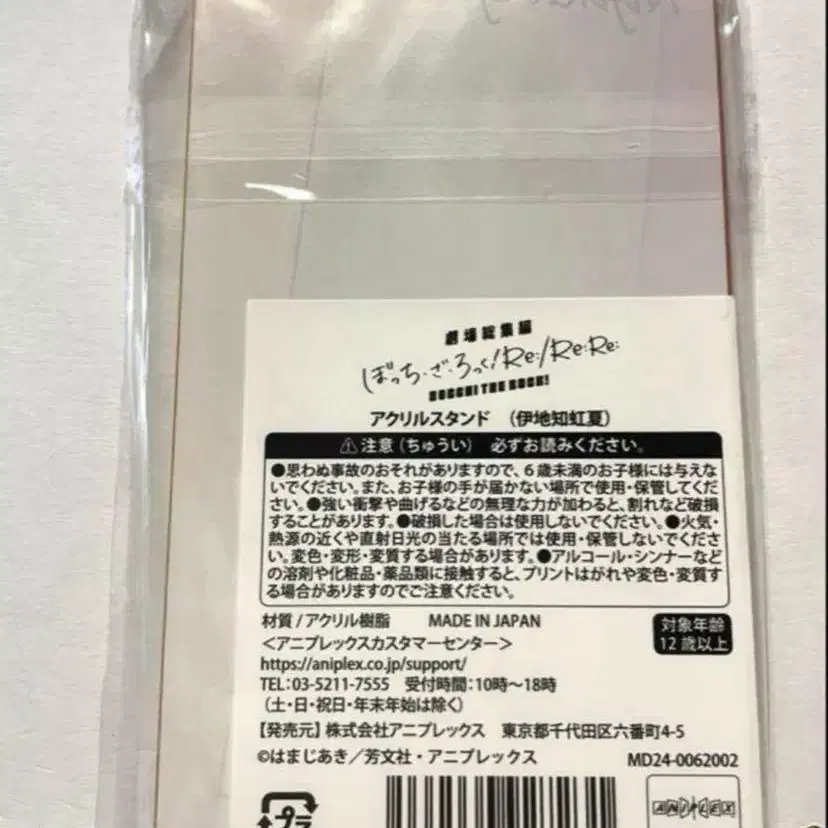 劇場総集編
ぼっち・ざ・ろっく!Re:/Re:Re:
BOCCHI THE ROCK!
アクリルスタンド (伊地知虹夏)
⚠注意(ちゅうい) 必ずお読みください。
●思わぬ事故のおそれがありますので、6歳未満のお子様には与えな
いでください。また、お子様の手が届かない場所で使用・保管してくだ
さい。●強い衝撃や曲げるなどの無理な力が加わると、割れなど破損
することがあります。●破損した場合は使用しないでください。●火気・
熱源の近くや直射日光の当たる場所では使用・保管しないでくださ
い。変色・変形・変質する場合があります。●アルコール・シンナーなど
の溶剤や化粧品・薬品類に接触すると、プリントはがれや変色・変質す
る場合がありますのでご注意ください。
材質/アクリル樹脂 MADE IN JAPAN
対象年齢
12歳以上
<アニプレックスカスタマーセンター>
https://aniplex.co.jp/support/
TEL:03-5211-7555 受付時間:10時~18時
(土・日・祝日・年末年始は除く)
【発売元】株式会社アニプレックス 東京都千代田区六番町4-5
©はまじあき/芳文社・アニプレックス MD24-0062002
プラ
ANIPLEX